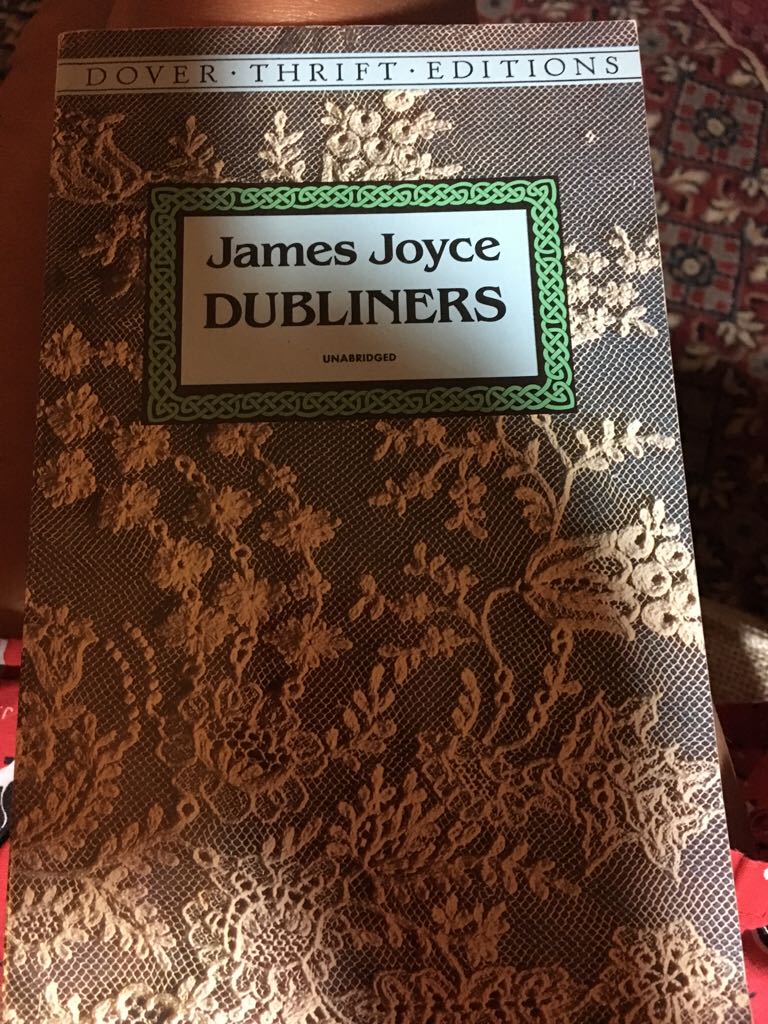 DOVER · THRIFT · EDITIONS
James Joyce
DUBLINERS
UNABRIDGED